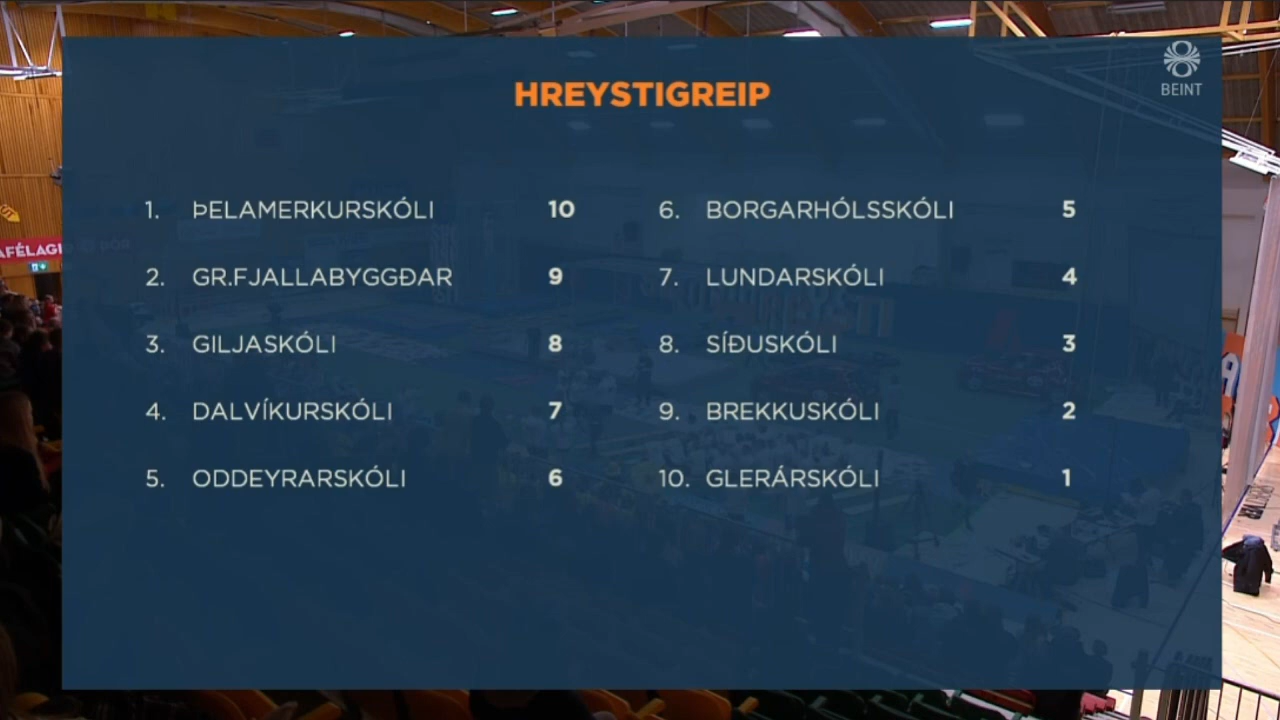 HREYSTIGREIP
BEINT
1. ÞELAMERKURSKÓLI 10
2. GR.FJALLABYGGÐAR 9
3. GILJASKÓLI 8
4. DALVÍKURSKÓLI 7
5. ODDEYRARSKÓLI 6
6. BORGARHÓLSSKÓLI 5
7. LUNDARSKÓLI 4
8. SÍÐUSKÓLI 3
9. BREKKUSKÓLI 2
10. GLERÁRSKÓLI 1